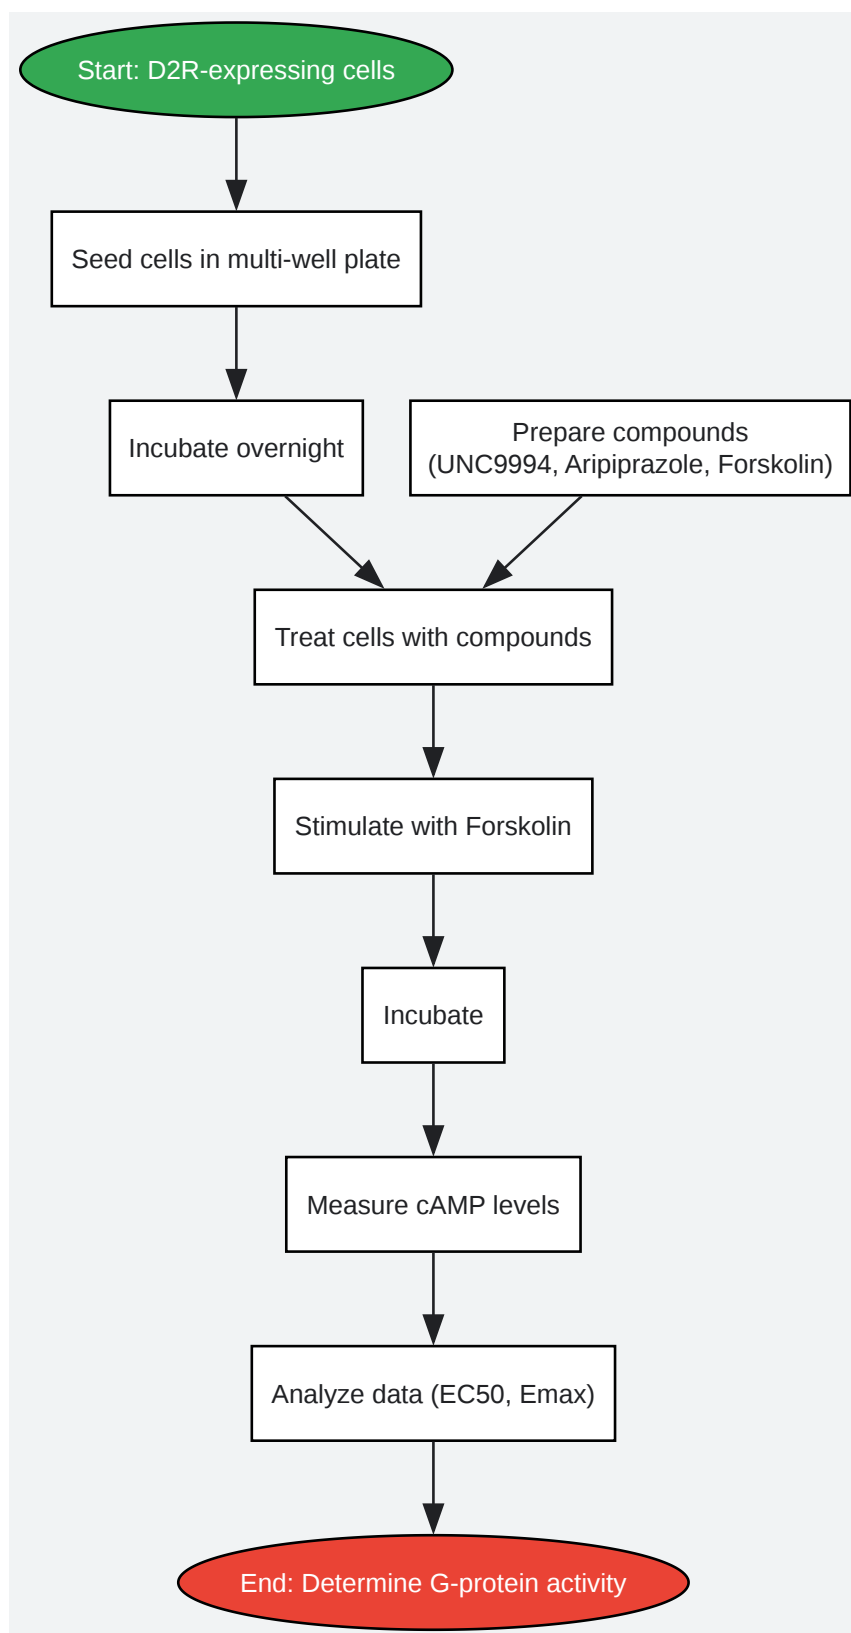 Start: D2R-expressing cells
Seed cells in multi-well plate
Incubate overnight
Prepare compounds
(UNC9994, Aripiprazole, Forskolin)
Treat cells with compounds
Stimulate with Forskolin
Incubate
Measure cAMP levels
Analyze data (EC50, Emax)
End: Determine G-protein activity